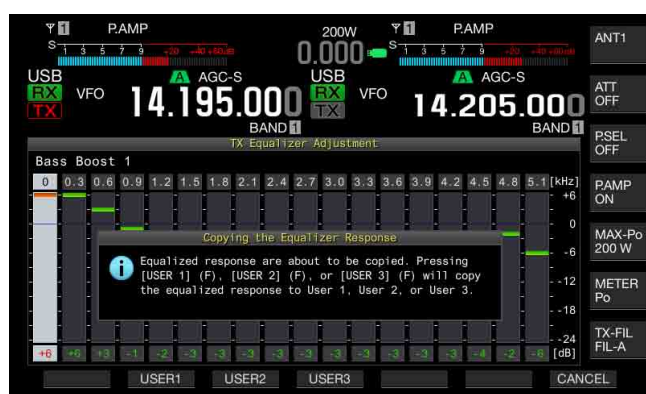 1 P.AMP 200W 1 P.AMP ANT1
S 1 3 5 7 9 +20 +40 +60dB 0.000 S 1 3 5 7 9 +20 +40 +60dB
USB A AGC-S USB A AGC-S ATT OFF
RX VFO 14.195.000 RX VFO 14.205.000
TX TX
BAND 1 BAND 1
TX Equalizer Adjustment P.SEL OFF
Bass Boost 1
0 0.3 0.6 0.9 1.2 1.5 1.8 2.1 2.4 2.7 3.0 3.3 3.6 3.9 4.2 4.5 4.8 5.1 [kHz]
+6 P.AMP ON
0
Copying the Equalizer Response MAX-Po 200 W
Equalized response are about to be copied. Pressing -6
[USER 1] (F), [USER 2] (F), or [USER 3] (F) will copy
the equalized response to User 1, User 2, or User 3. -12 METER Po
-18
-24 TX-FIL FIL-A
+6 +6 +3 -1 -2 -3 -3 -3 -3 -3 -3 -3 -3 -3 -3 -4 -2 -6 [dB]
USER1 USER2 USER3 CANCEL